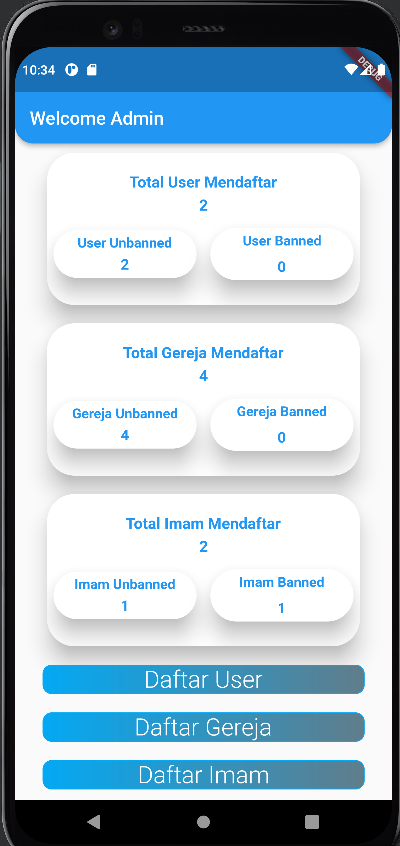 10:34
DEBUG
Welcome Admin
Total User Mendaftar
2
User Unbanned
2
User Banned
0
Total Gereja Mendaftar
4
Gereja Unbanned
4
Gereja Banned
0
Total Imam Mendaftar
2
Imam Unbanned
1
Imam Banned
1
Daftar User
Daftar Gereja
Daftar Imam